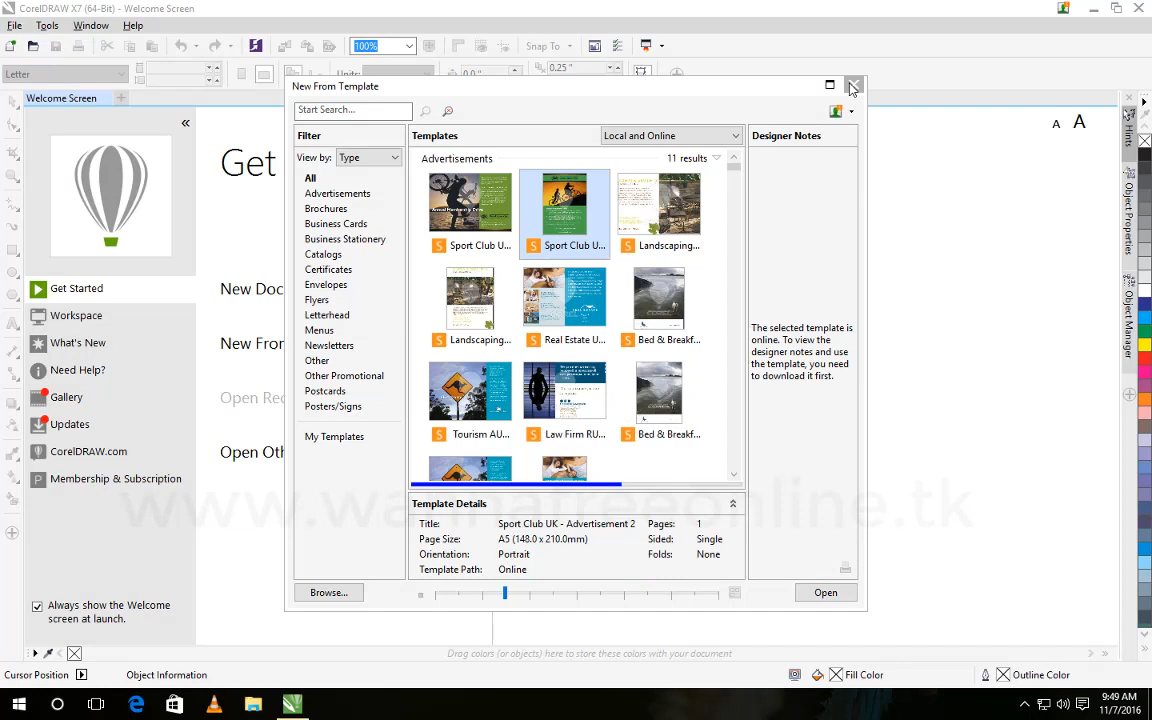 CorelDRAW X7 (64-Bit) - Welcome Screen
File Tools Window Help
100%
Snap To
Letter
Units:
0.0 "
0.25 "
Welcome Screen
New From Template
Start Search...
Filter
View by: Type
All
Advertisements
Brochures
Business Cards
Business Stationery
Catalogs
Certificates
Envelopes
Flyers
Letterhead
Menus
Newsletters
Other
Other Promotional
Postcards
Posters/Signs
My Templates
Templates
Local and Online
Advertisements
11 results
Sport Club U...
Sport Club U...
Landscaping...
Landscaping...
Real Estate U...
Bed & Breakf...
Tourism AU...
Law Firm RU...
Bed & Breakf...
Designer Notes
The selected template is
online. To view the
designer notes and use
the template, you need
to download it first.
Template Details
Title: Sport Club UK - Advertisement 2
Page Size: A5 (148.0 x 210.0mm)
Orientation: Portrait
Template Path: Online
Pages: 1
Sided: Single
Folds: None
Browse...
Open
Get
A A
Get Started
Workspace
What's New
Need Help?
Gallery
Updates
CorelDRAW.com
Membership & Subscription
New Doc
New From
Open Rec
Open Oth
Always show the Welcome
screen at launch.
www.wannafreeonline.tk
Hints
Object Properties
Object Manager
Drag colors (or objects) here to store these colors with your document
Cursor Position
Object Information
Fill Color
Outline Color
9:49 AM
11/7/2016